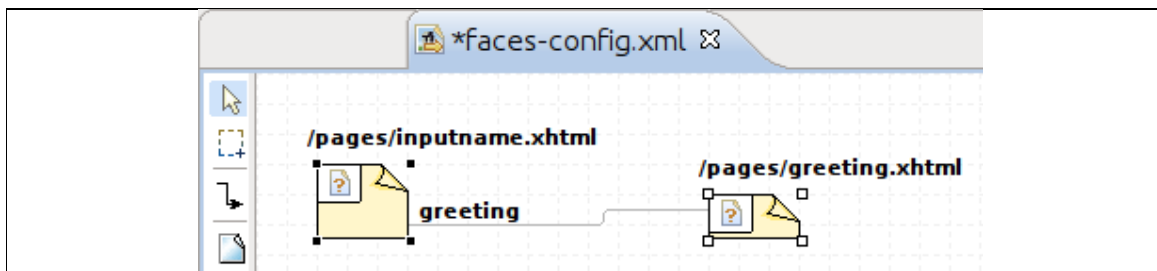 *faces-config.xml
/pages/inputname.xhtml
/pages/greeting.xhtml
greeting